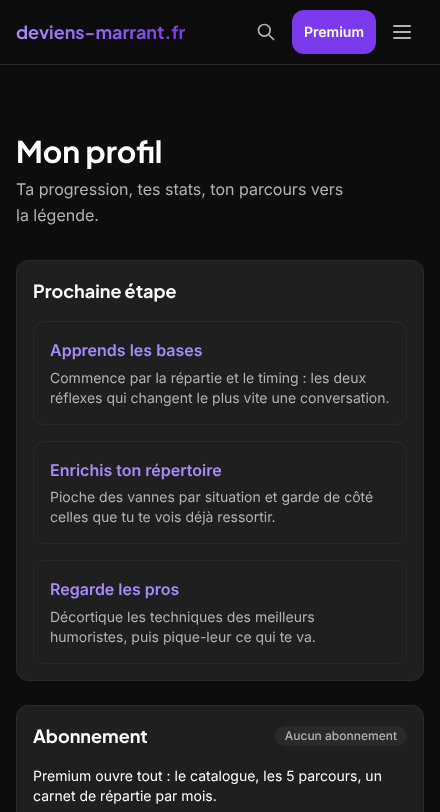 deviens-marrant.fr
Premium
Mon profil
Ta progression, tes stats, ton parcours vers
la légende.
Prochaine étape
Apprends les bases
Commence par la répartie et le timing : les deux
réflexes qui changent le plus vite une conversation.
Enrichis ton répertoire
Pioche des vannes par situation et garde de côté
celles que tu te vois déjà ressortir.
Regarde les pros
Décortique les techniques des meilleurs
humoristes, puis pique-leur ce qui te va.
Abonnement
Aucun abonnement
Premium ouvre tout : le catalogue, les 5 parcours, un
carnet de répartie par mois.